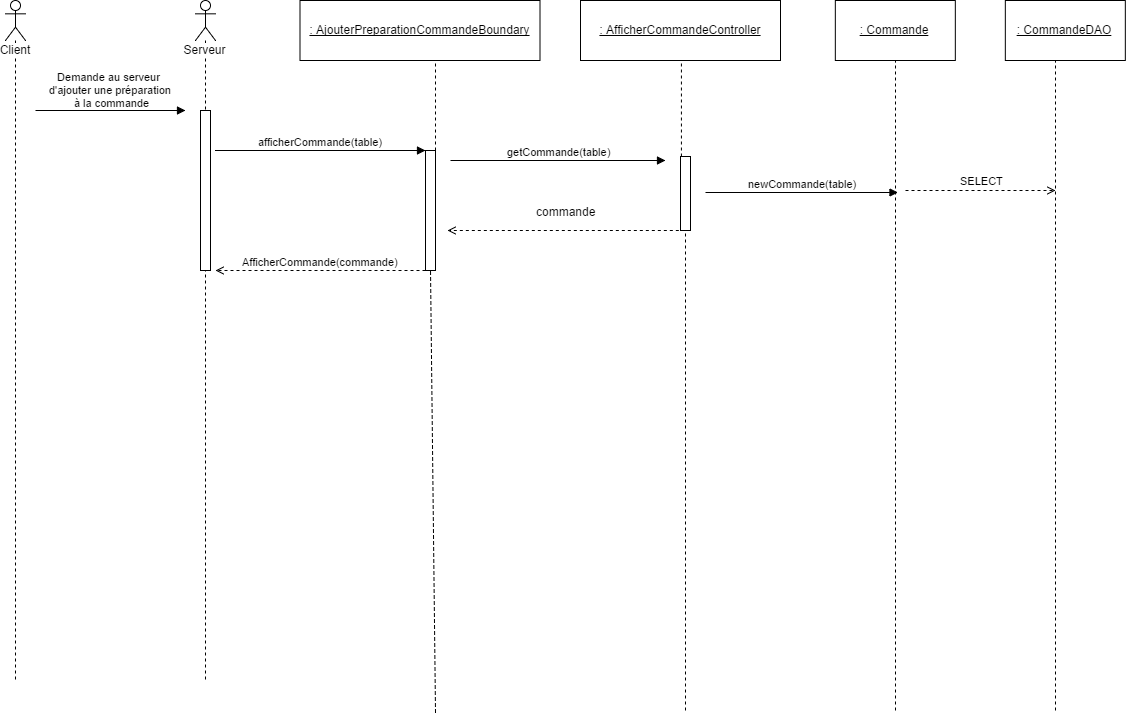 Client
Serveur
: AjouterPreparationCommandeBoundary
: AfficherCommandeController
: Commande
: CommandeDAO
Demande au serveur
d'ajouter une préparation
à la commande
afficherCommande(table)
getCommande(table)
newCommande(table)
SELECT
commande
AfficherCommande(commande)